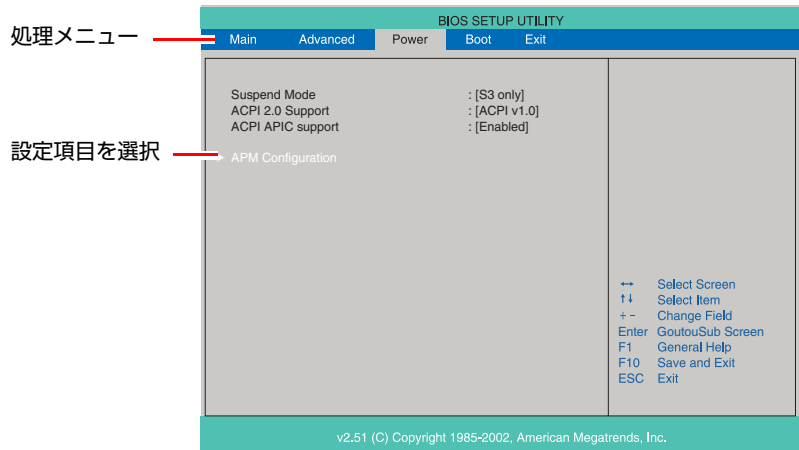 BIOS SETUP UTILITY
処理メニュー
Main Advanced Power Boot Exit
Suspend Mode : [S3 only]
ACPI 2.0 Support : [ACPI v1.0]
ACPI APIC support : [Enabled]
設定項目を選択
APM Configuration
↔ Select Screen
↑↓ Select Item
+ - Change Field
Enter GoutouSub Screen
F1 General Help
F10 Save and Exit
ESC Exit
v2.51 (C) Copyright 1985-2002, American Megatrends, Inc.